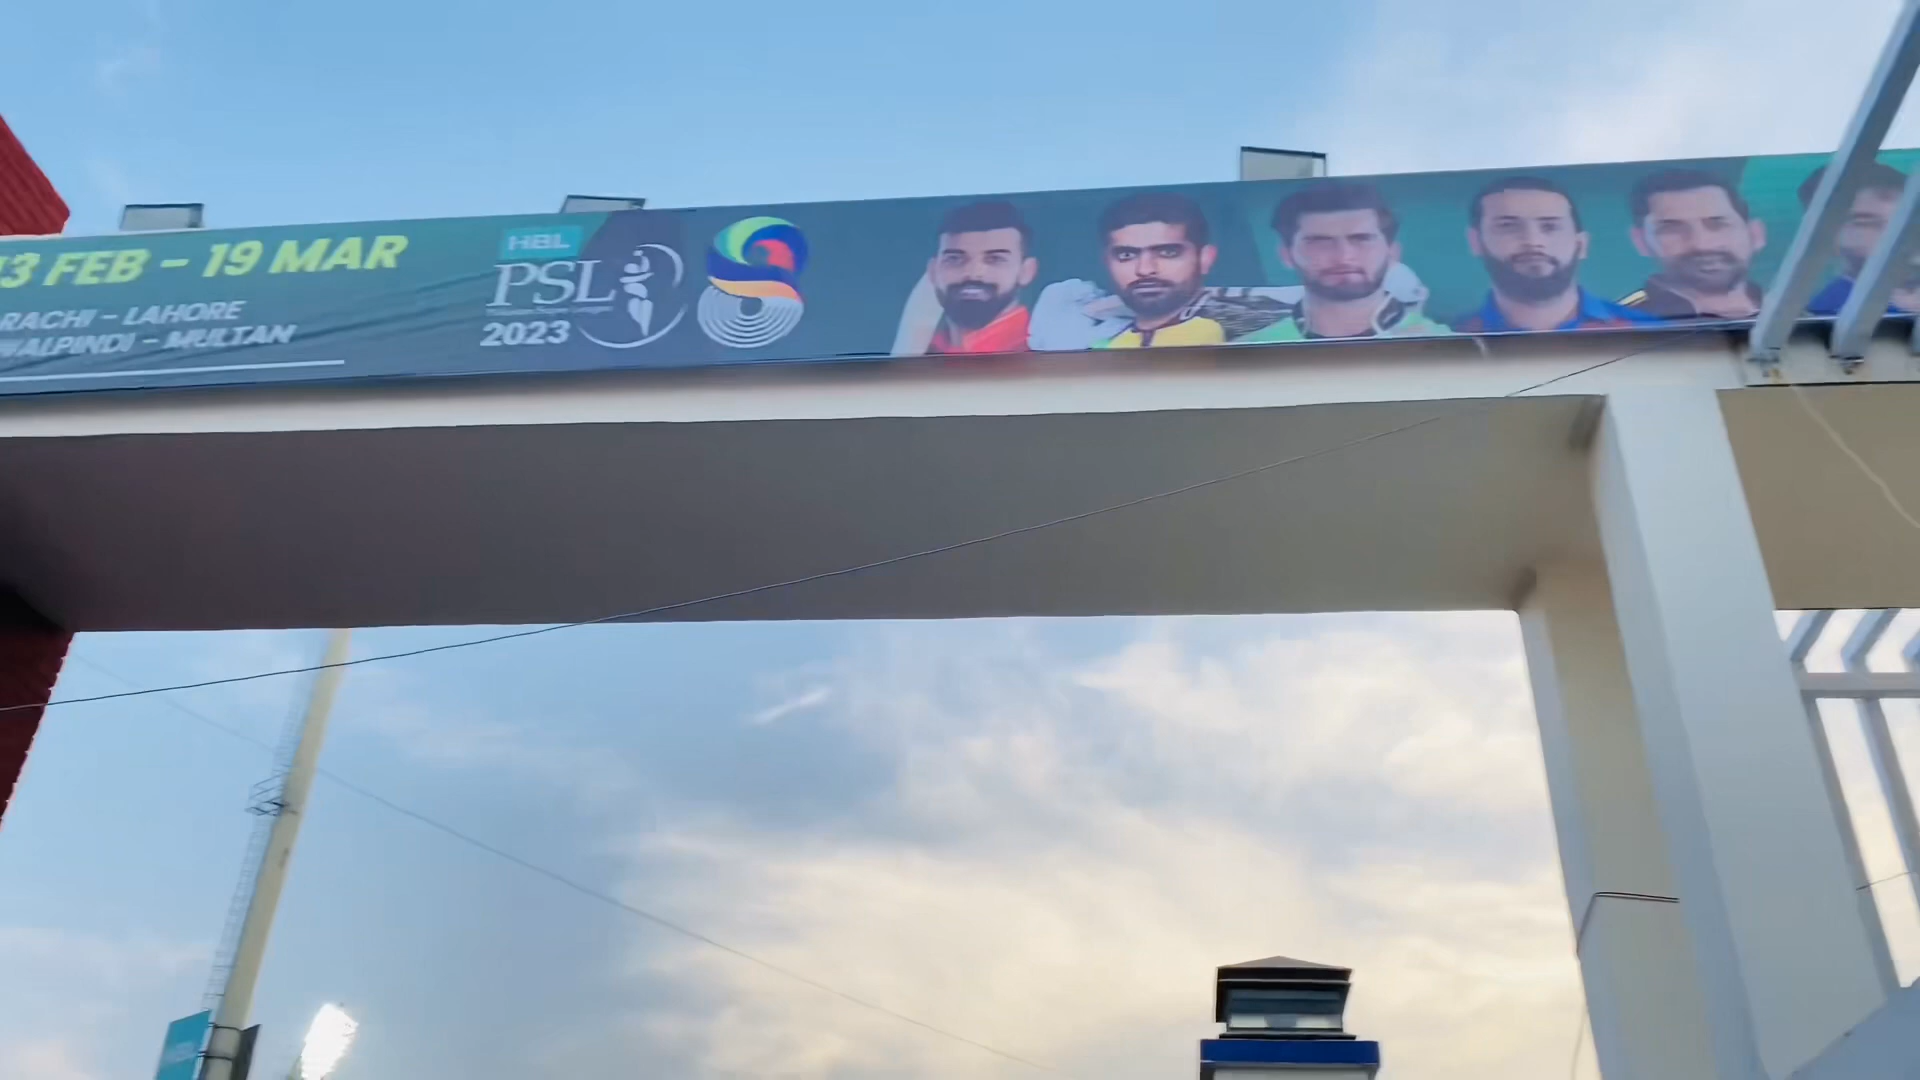 13 FEB - 19 MAR
RACHI - LAHORE
WALPINDI - MULTAN
HBL
PSL
2023